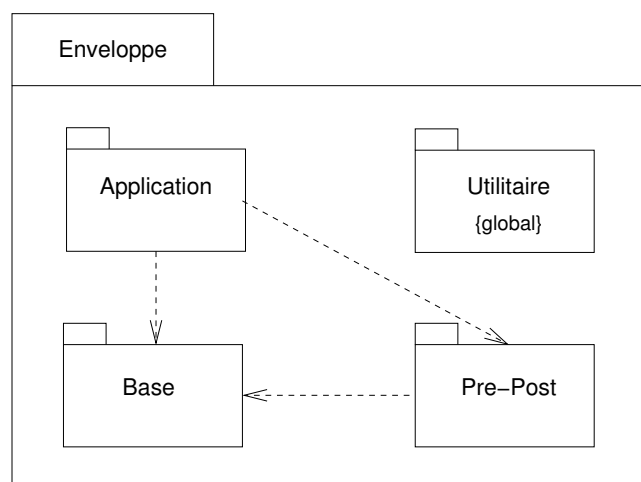 Enveloppe
Application
Utilitaire
{global}
Base
Pre−Post